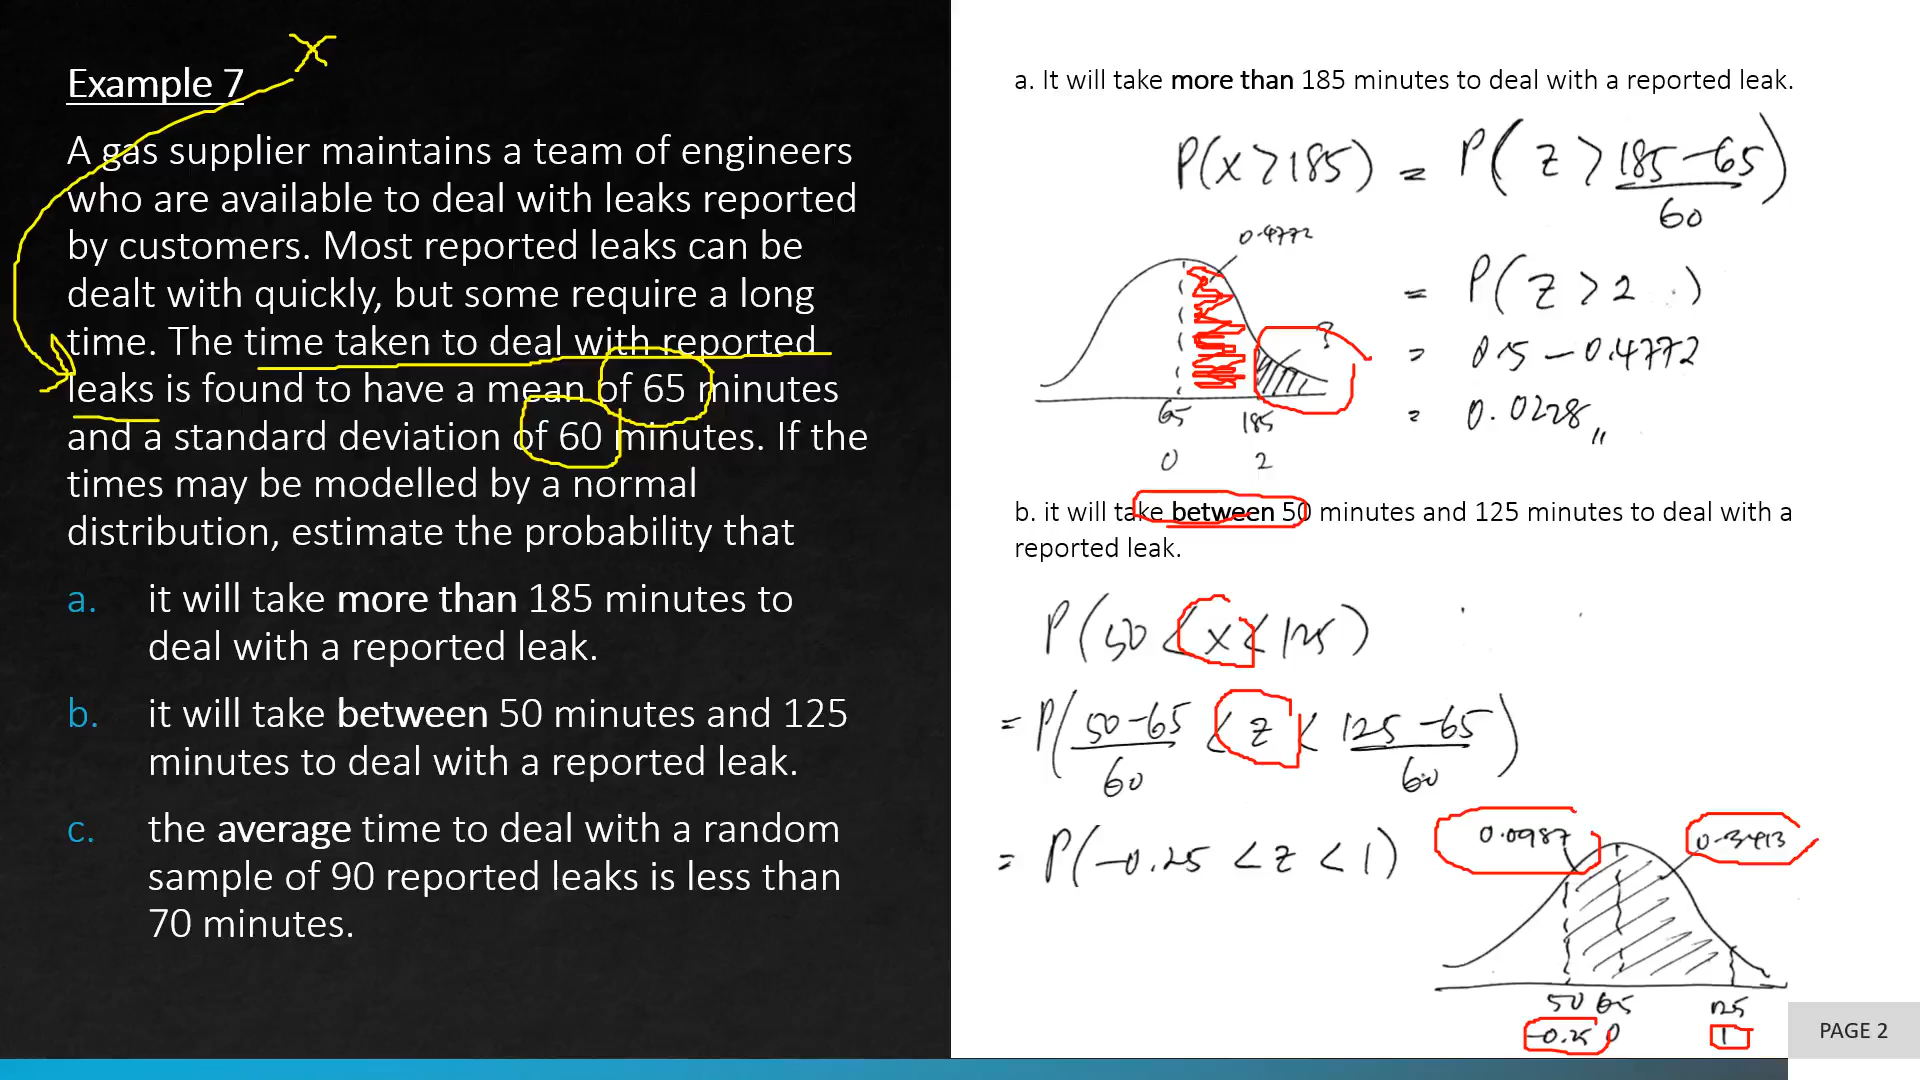 x
Example 7
A gas supplier maintains a team of engineers
who are available to deal with leaks reported
by customers. Most reported leaks can be
dealt with quickly, but some require a long
time. The time taken to deal with reported
leaks is found to have a mean of 65 minutes
and a standard deviation of 60 minutes. If the
times may be modelled by a normal
distribution, estimate the probability that
a. it will take more than 185 minutes to
deal with a reported leak.
b. it will take between 50 minutes and 125
minutes to deal with a reported leak.
c. the average time to deal with a random
sample of 90 reported leaks is less than
70 minutes.
a. It will take more than 185 minutes to deal with a reported leak.
P(x > 185) = P( z > 185 - 65 / 60 )
0.4772
= P( z > 2 )
?
= 0.5 - 0.4772
= 0.0228
65 185
0 2
b. it will take between 50 minutes and 125 minutes to deal with a
reported leak.
P( 50 < x < 125 )
= P( 50 - 65 / 60 < z < 125 - 65 / 60 )
= P( -0.25 < z < 1 )
0.0987 0.3413
50 65 125
-0.25 0 1
PAGE 2